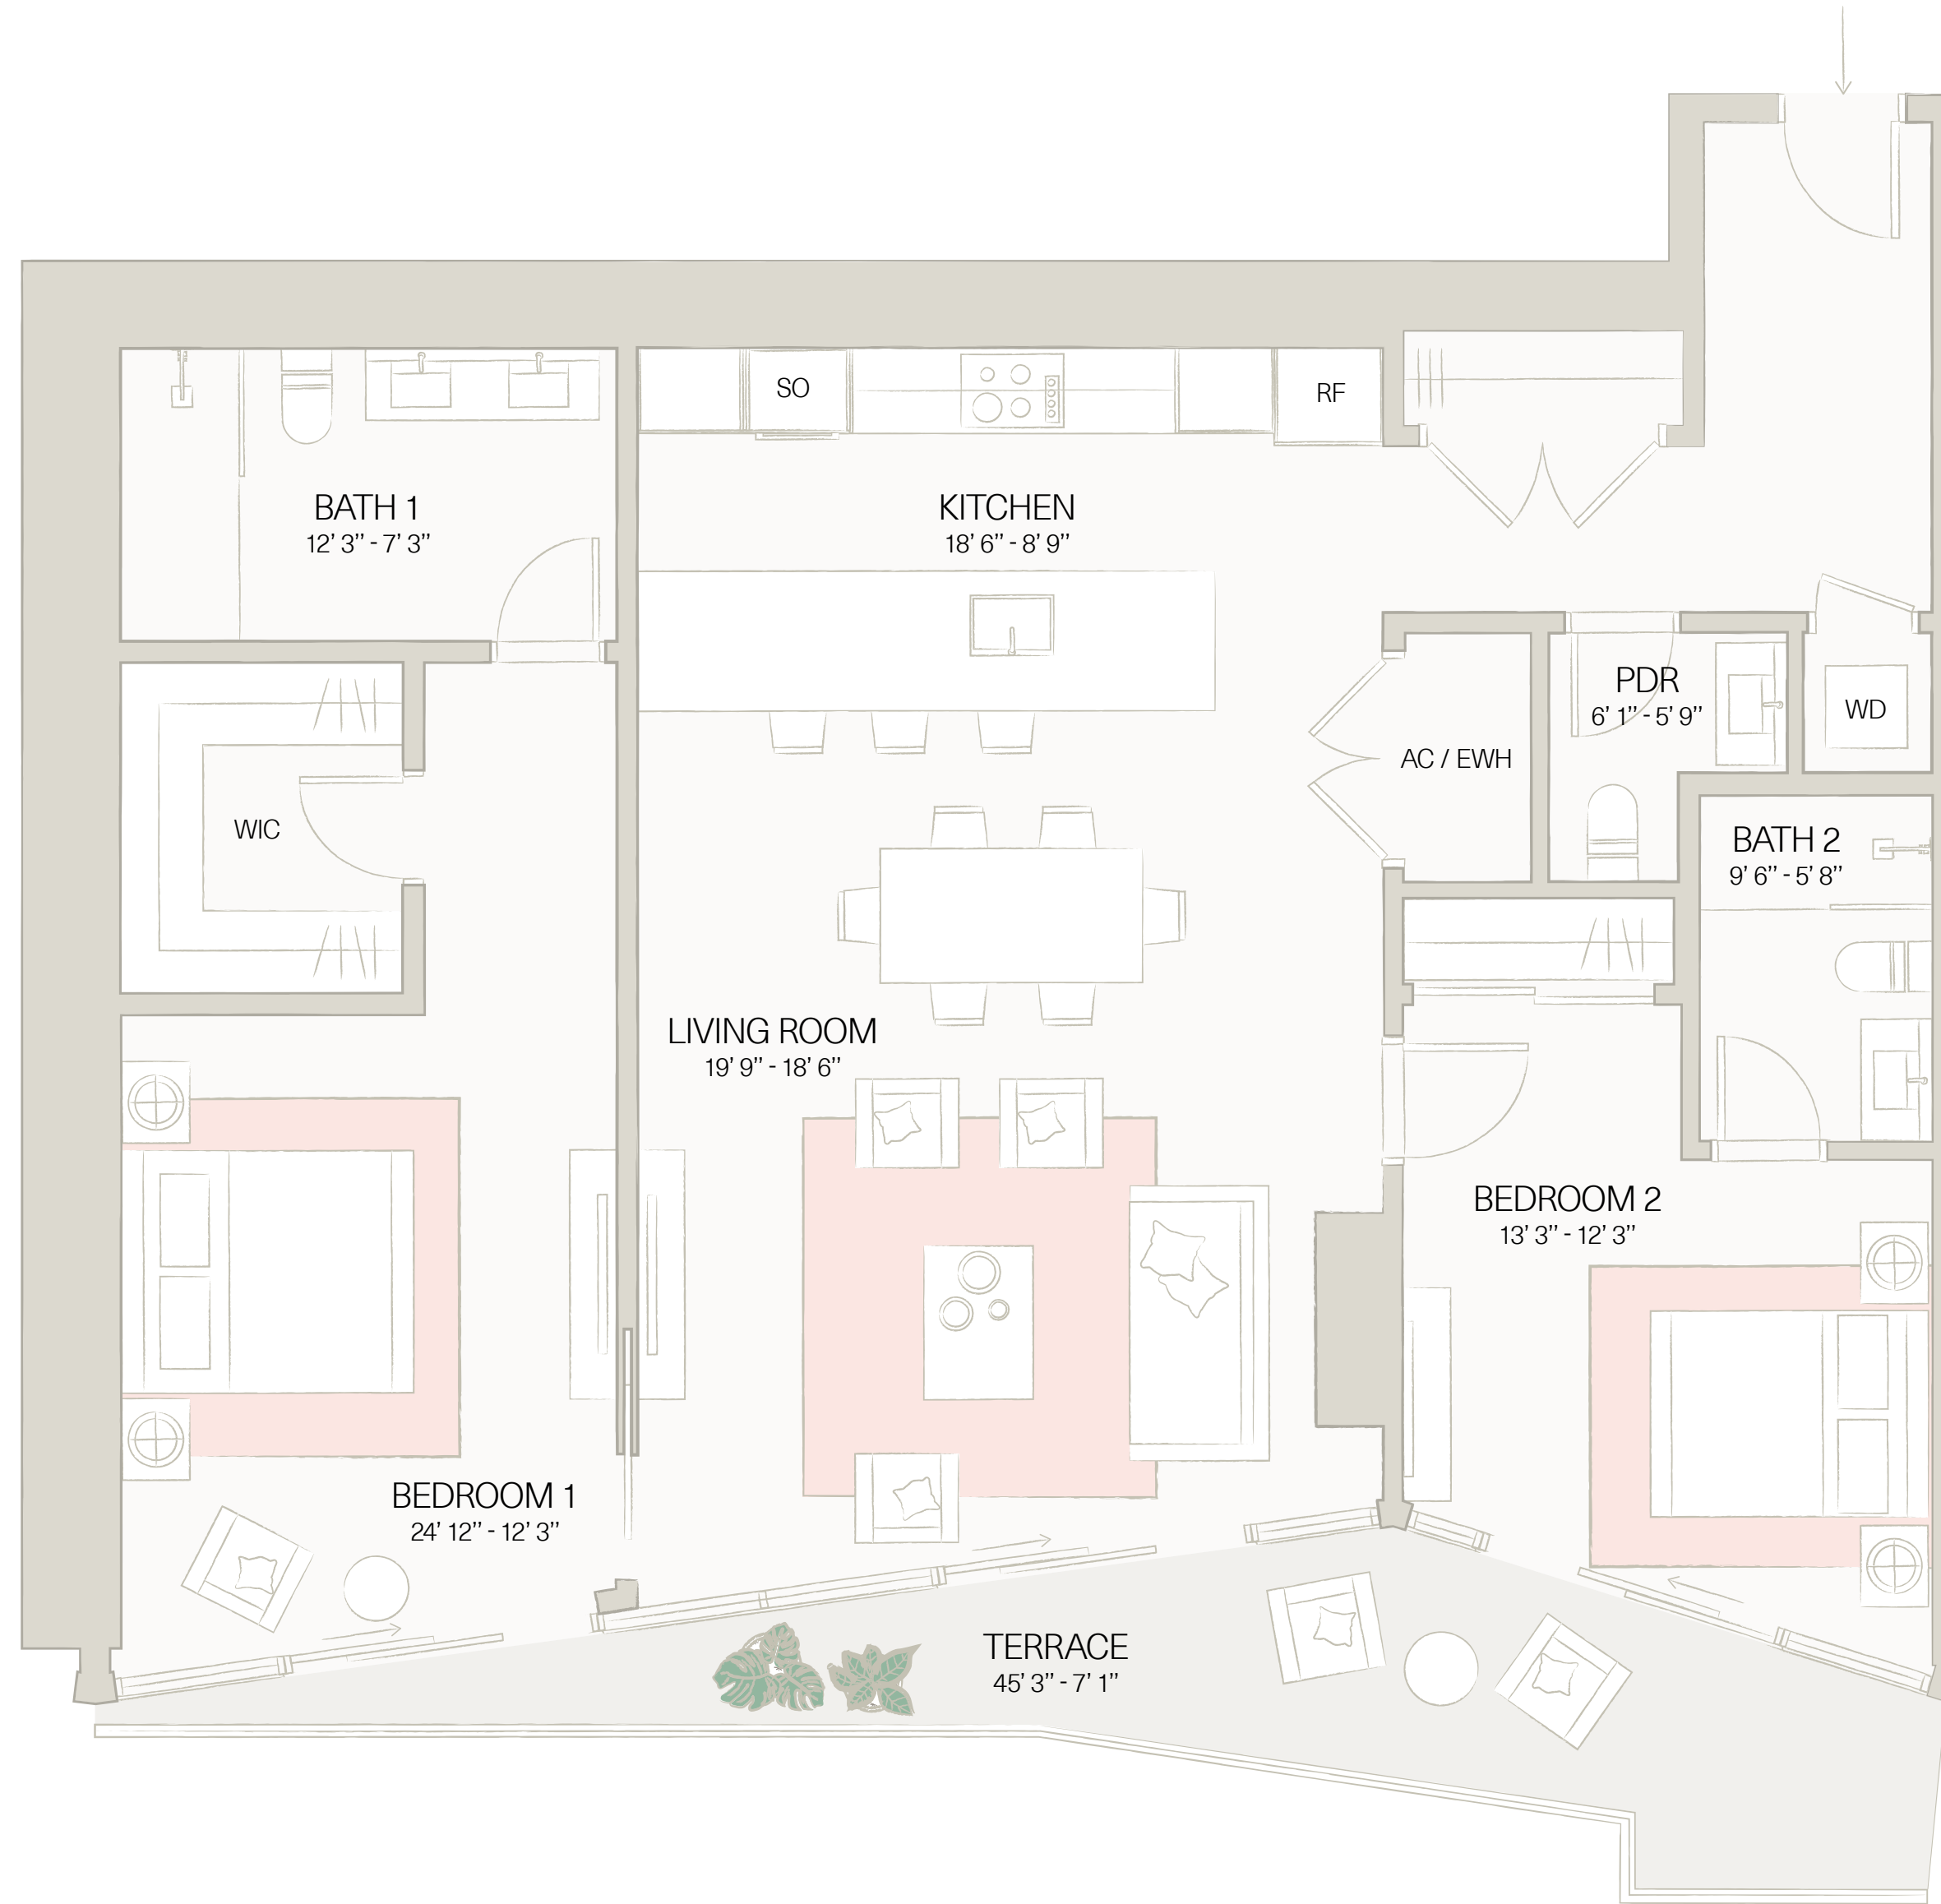 SO
RF
BATH 1
12’ 3” - 7’ 3”
KITCHEN
18’ 6” - 8’ 9”
PDR
6’ 1” - 5’ 9”
WD
AC / EWH
WIC
BATH 2
9’ 6” - 5’ 8”
LIVING ROOM
19’ 9” - 18’ 6”
BEDROOM 2
13’ 3” - 12’ 3”
BEDROOM 1
24’ 12” - 12’ 3”
TERRACE
45’ 3” - 7’ 1”